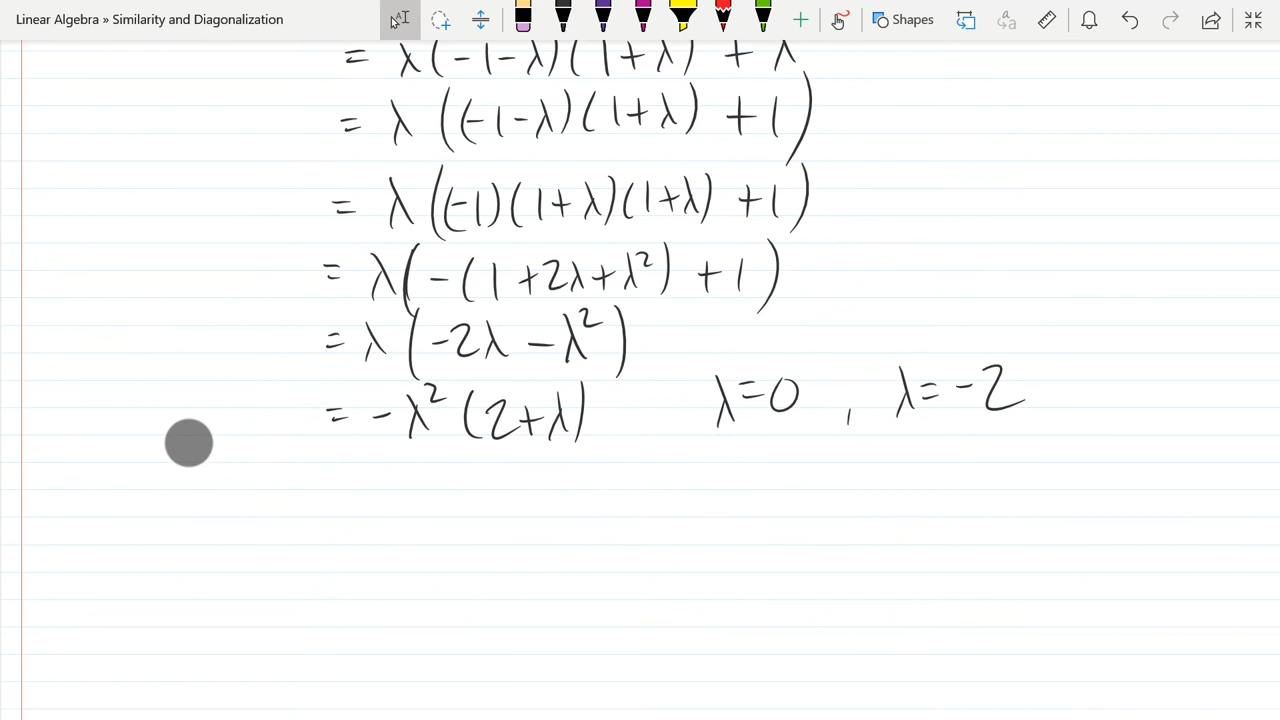 Linear Algebra » Similarity and Diagonalization
Shapes
= λ(-1-λ)(1+λ) + λ
= λ((-1-λ)(1+λ) + 1)
= λ((-1)(1+λ)(1+λ) + 1)
= λ(-(1+2λ+λ²) + 1)
= λ(-2λ - λ²)
= -λ²(2+λ) λ=0 , λ=-2